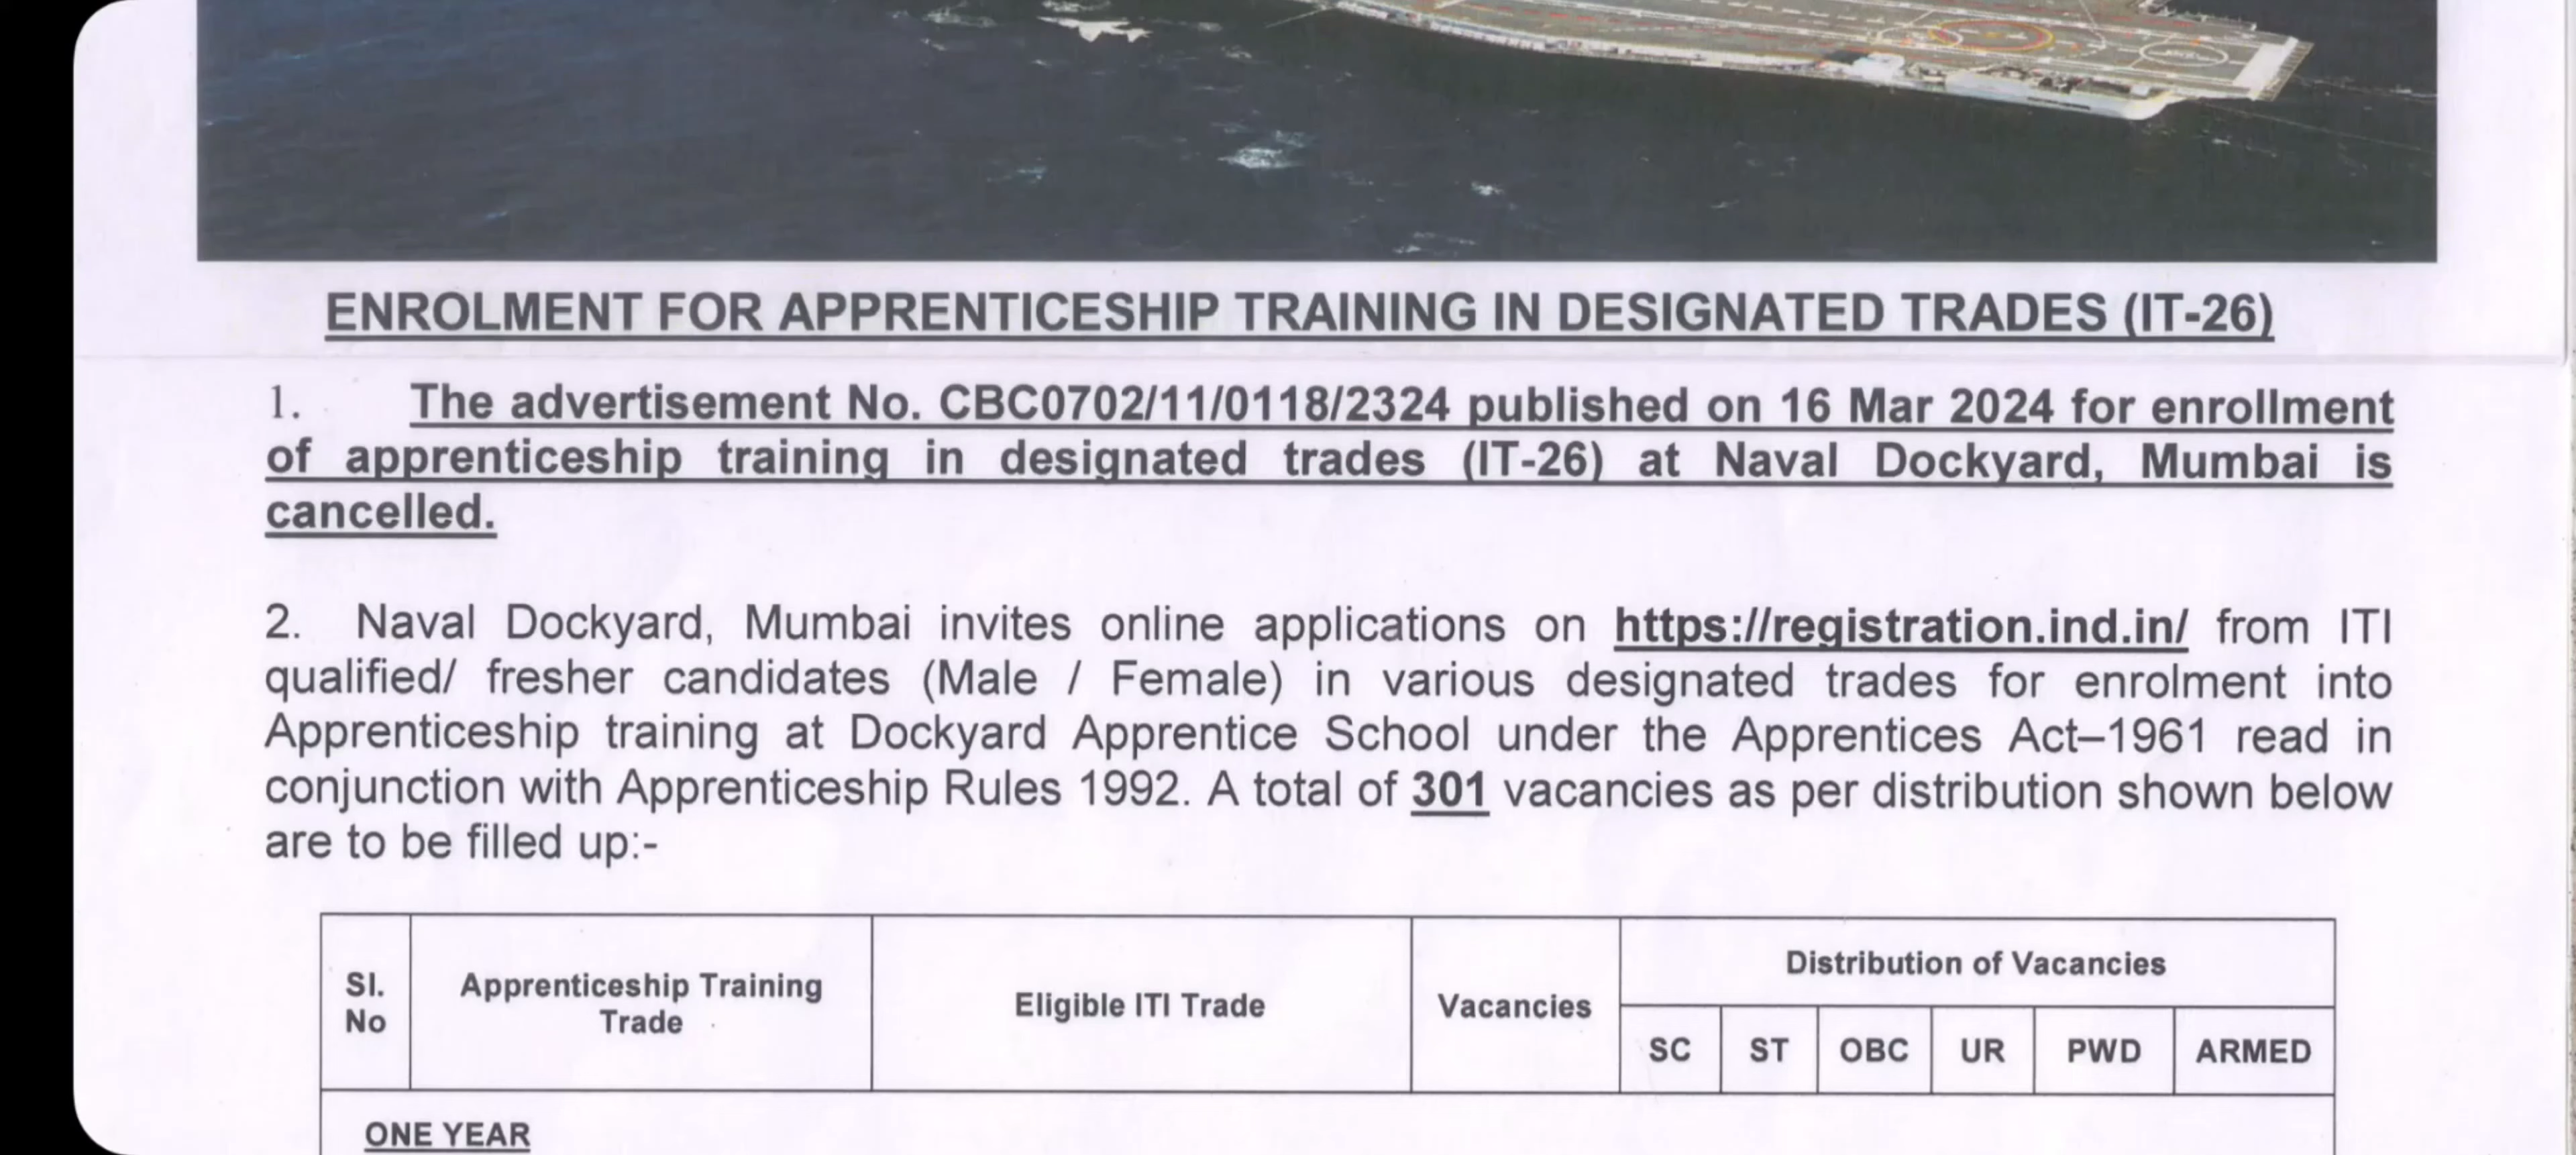 ENROLMENT FOR APPRENTICESHIP TRAINING IN DESIGNATED TRADES (IT-26)
1. The advertisement No. CBC0702/11/0118/2324 published on 16 Mar 2024 for enrollment
of apprenticeship training in designated trades (IT-26) at Naval Dockyard, Mumbai is
cancelled.
2. Naval Dockyard, Mumbai invites online applications on https://registration.ind.in/ from ITI
qualified/ fresher candidates (Male / Female) in various designated trades for enrolment into
Apprenticeship training at Dockyard Apprentice School under the Apprentices Act–1961 read in
conjunction with Apprenticeship Rules 1992. A total of 301 vacancies as per distribution shown below
are to be filled up:-
Sl.
No
Apprenticeship Training
Trade
Eligible ITI Trade
Vacancies
Distribution of Vacancies
SC ST OBC UR PWD ARMED
ONE YEAR